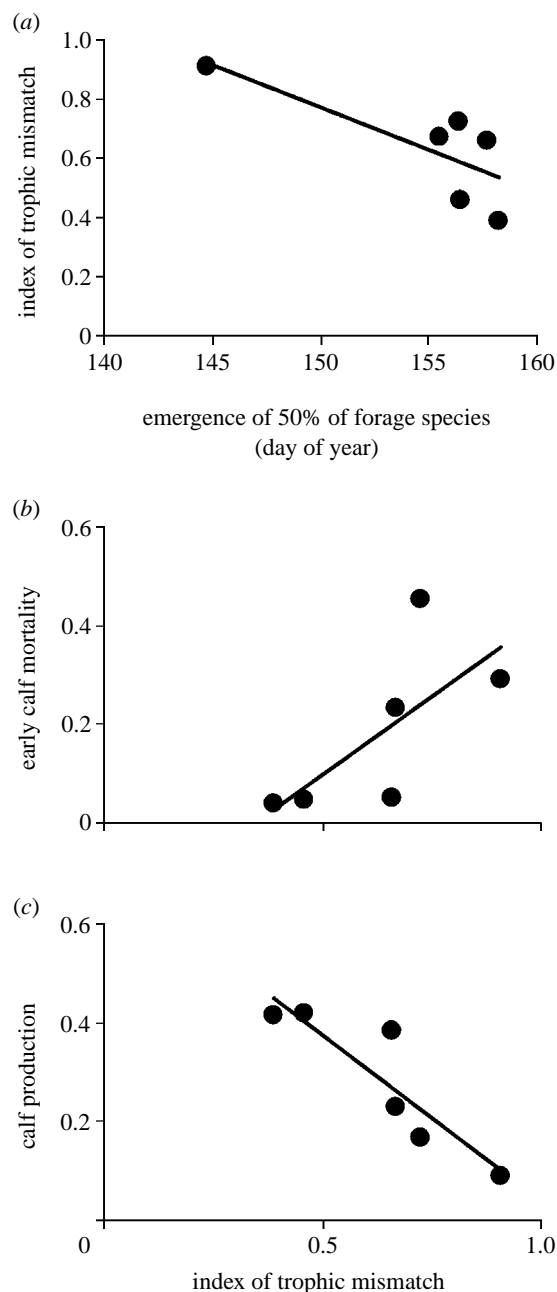 (a)
index of trophic mismatch
1.0
0.8
0.6
0.4
0.2
0
140
145
150
155
160
emergence of 50% of forage species
(day of year)
(b)
early calf mortality
0.6
0.4
0.2
0
(c)
calf production
0.6
0.4
0.2
0
0.5
1.0
index of trophic mismatch